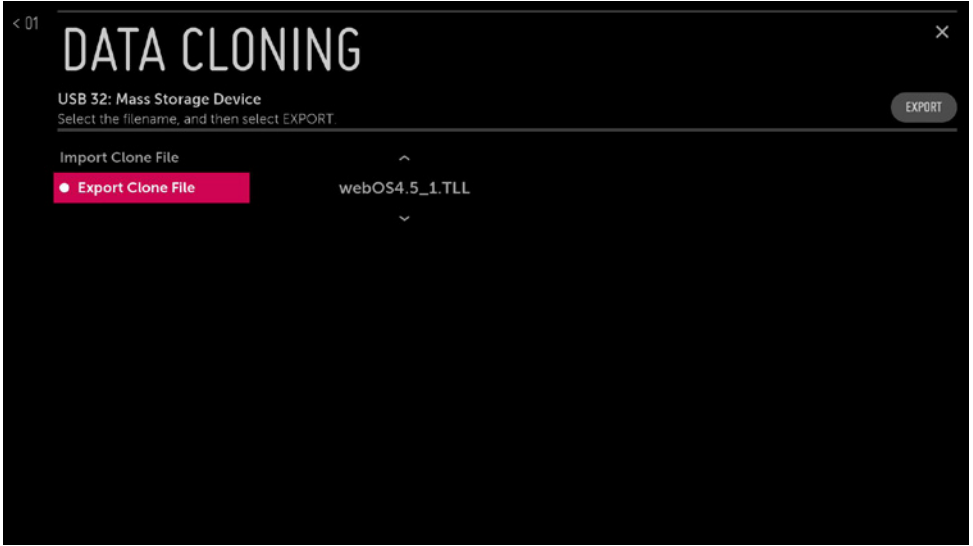 < 01
DATA CLONING
USB 32: Mass Storage Device
Select the filename, and then select EXPORT.
EXPORT
Import Clone File
Export Clone File
webOS4.5_1.TLL